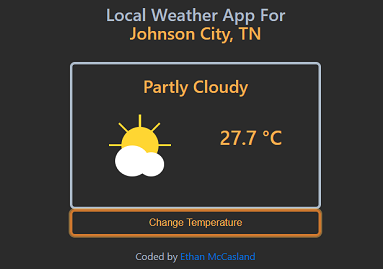 Local Weather App For
Johnson City, TN
Partly Cloudy
27.7 °C
Change Temperature
Coded by Ethan McCasland